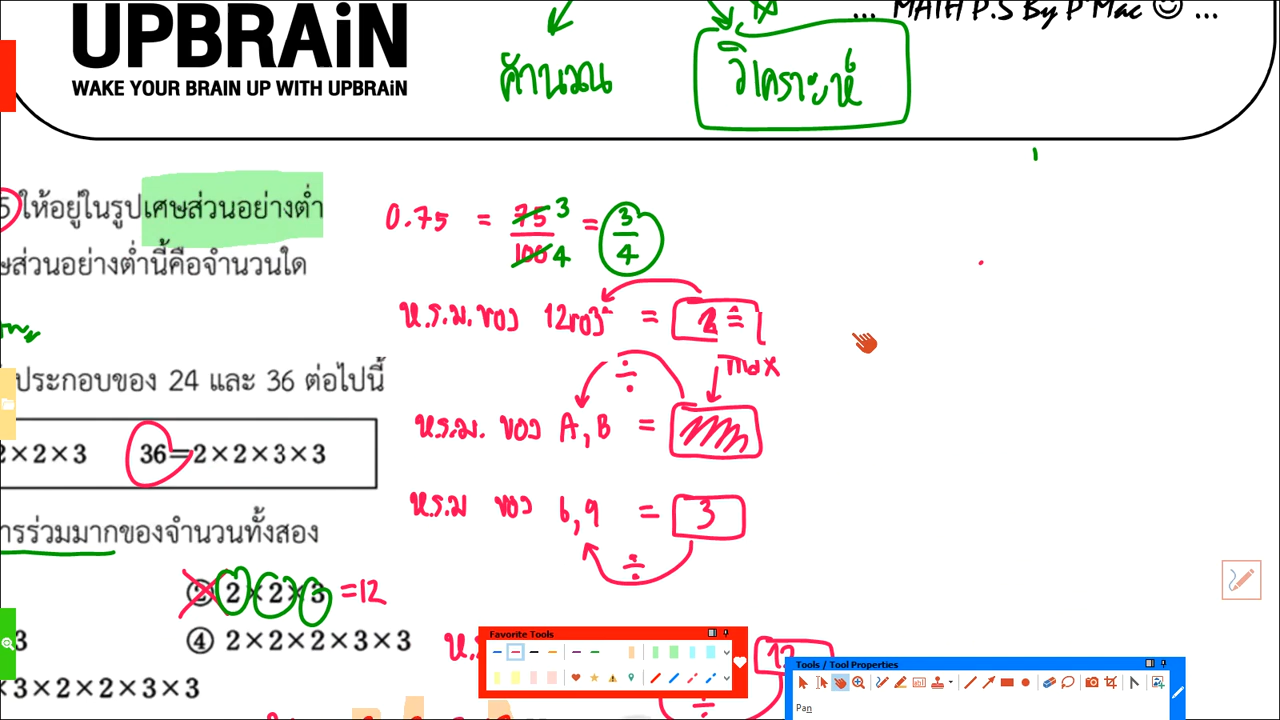 ... MATH P.S By P'Mac ...
UPBRAiN
WAKE YOUR BRAIN UP WITH UPBRAiN
คำนวณ
วิเคราะห์
5 ให้อยู่ในรูปเศษส่วนอย่างต่ำ
ษส่วนอย่างต่ำนี้คือจำนวนใด
0.75 = 75 3 = 3
100 4 4
ห.ร.ม. ของ
=
max
ประกอบของ 24 และ 36 ต่อไปนี้
ห.ร.ม. ของ A, B =
÷
2×2×3 36=2×2×3×3
ห.ร.ม ของ 6, 9 = 3
÷
ารร่วมมากของจำนวนทั้งสอง
② 2×2×3 =12
3 ④ 2×2×2×3×3
×3×2×2×3×3
Favorite Tools
Tools / Tool Properties
Pan